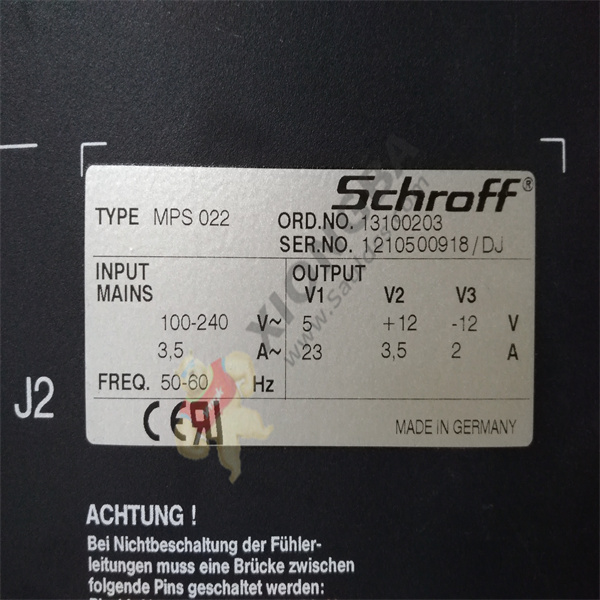 Schroff®
TYPE MPS 022 ORD.NO. 13100203
SER.NO. 1210500918/DJ
INPUT OUTPUT
MAINS V1 V2 V3
100-240 V~ 5 +12 -12 V
3,5 A~ 23 3,5 2 A
FREQ. 50-60 Hz
CE RU
MADE IN GERMANY
J2
ACHTUNG !
Bei Nichtbeschaltung der Fühler-
leitungen muss eine Brücke zwischen
folgende Pins geschaltet werden: